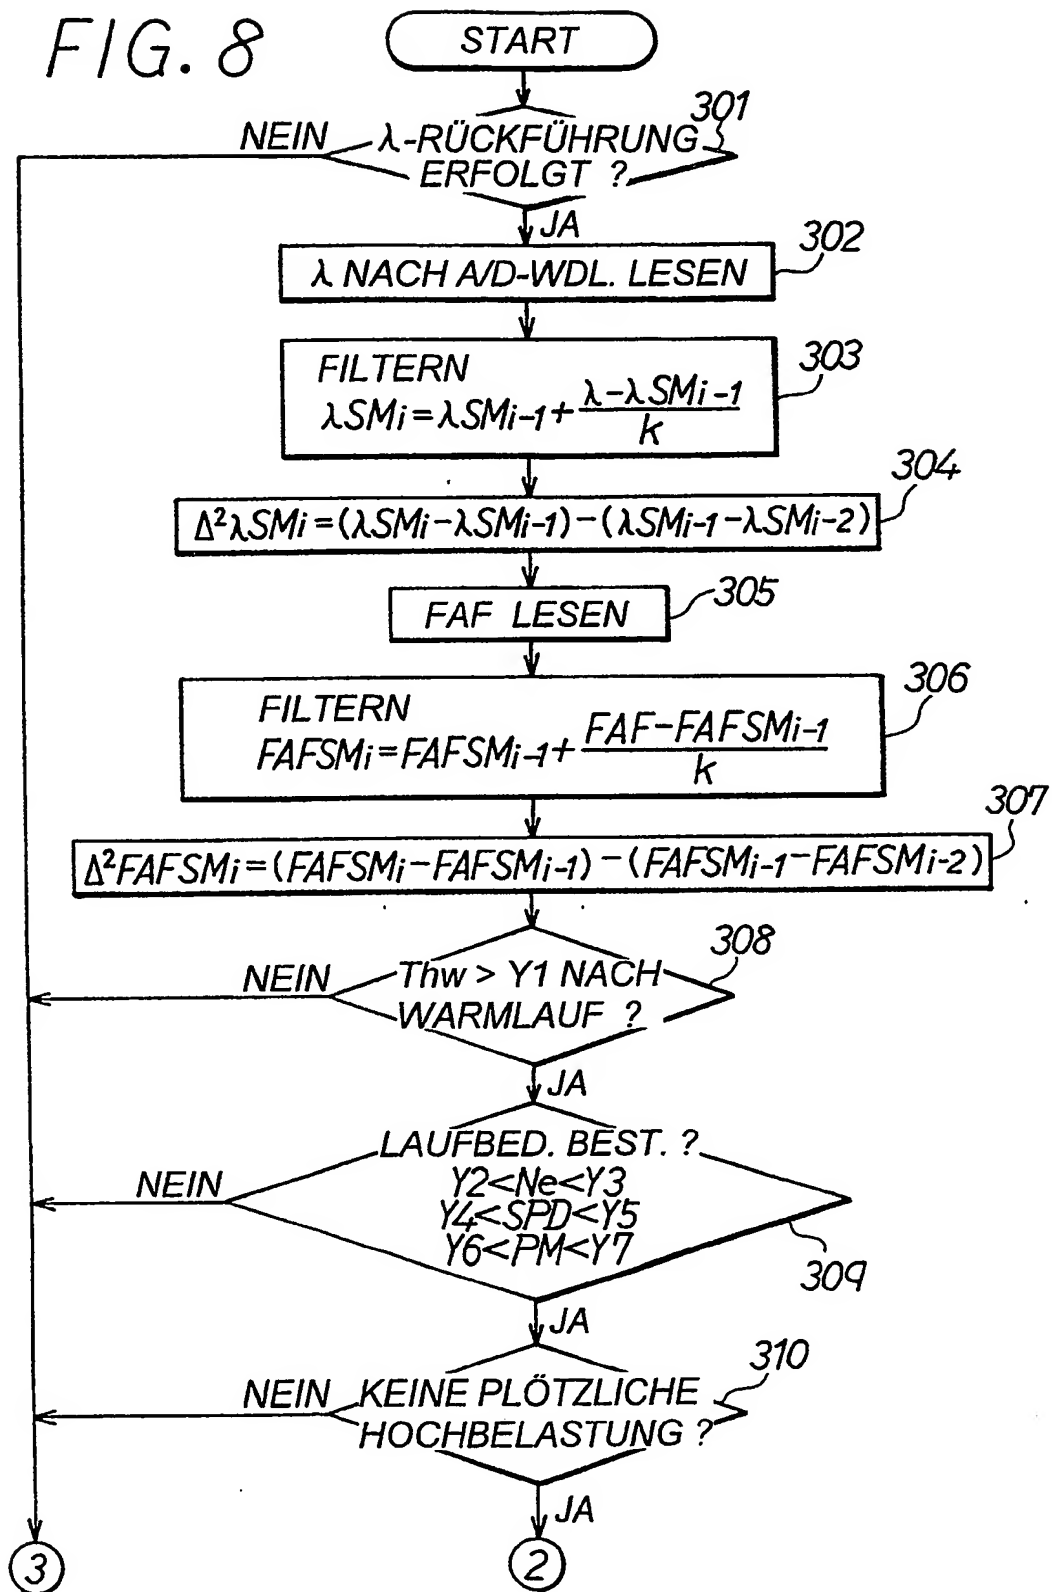 FIG. 8
START
301
NEIN
λ-RÜCKFÜHRUNG
ERFOLGT ?
JA
302
λ NACH A/D-WDL. LESEN
303
FILTERN
λSMi=λSMi-1+(λ-λSMi-1)/k
304
Δ²λSMi=(λSMi-λSMi-1)-(λSMi-1-λSMi-2)
305
FAF LESEN
306
FILTERN
FAFSMi=FAFSMi-1+(FAF-FAFSMi-1)/k
307
Δ²FAFSMi=(FAFSMi-FAFSMi-1)-(FAFSMi-1-FAFSMi-2)
308
NEIN
Thw > Y1 NACH
WARMLAUF ?
JA
LAUFBED. BEST. ?
NEIN
Y2<Ne<Y3
Y4<SPD<Y5
Y6<PM<Y7
309
JA
310
NEIN
KEINE PLÖTZLICHE
HOCHBELASTUNG ?
JA
3
2